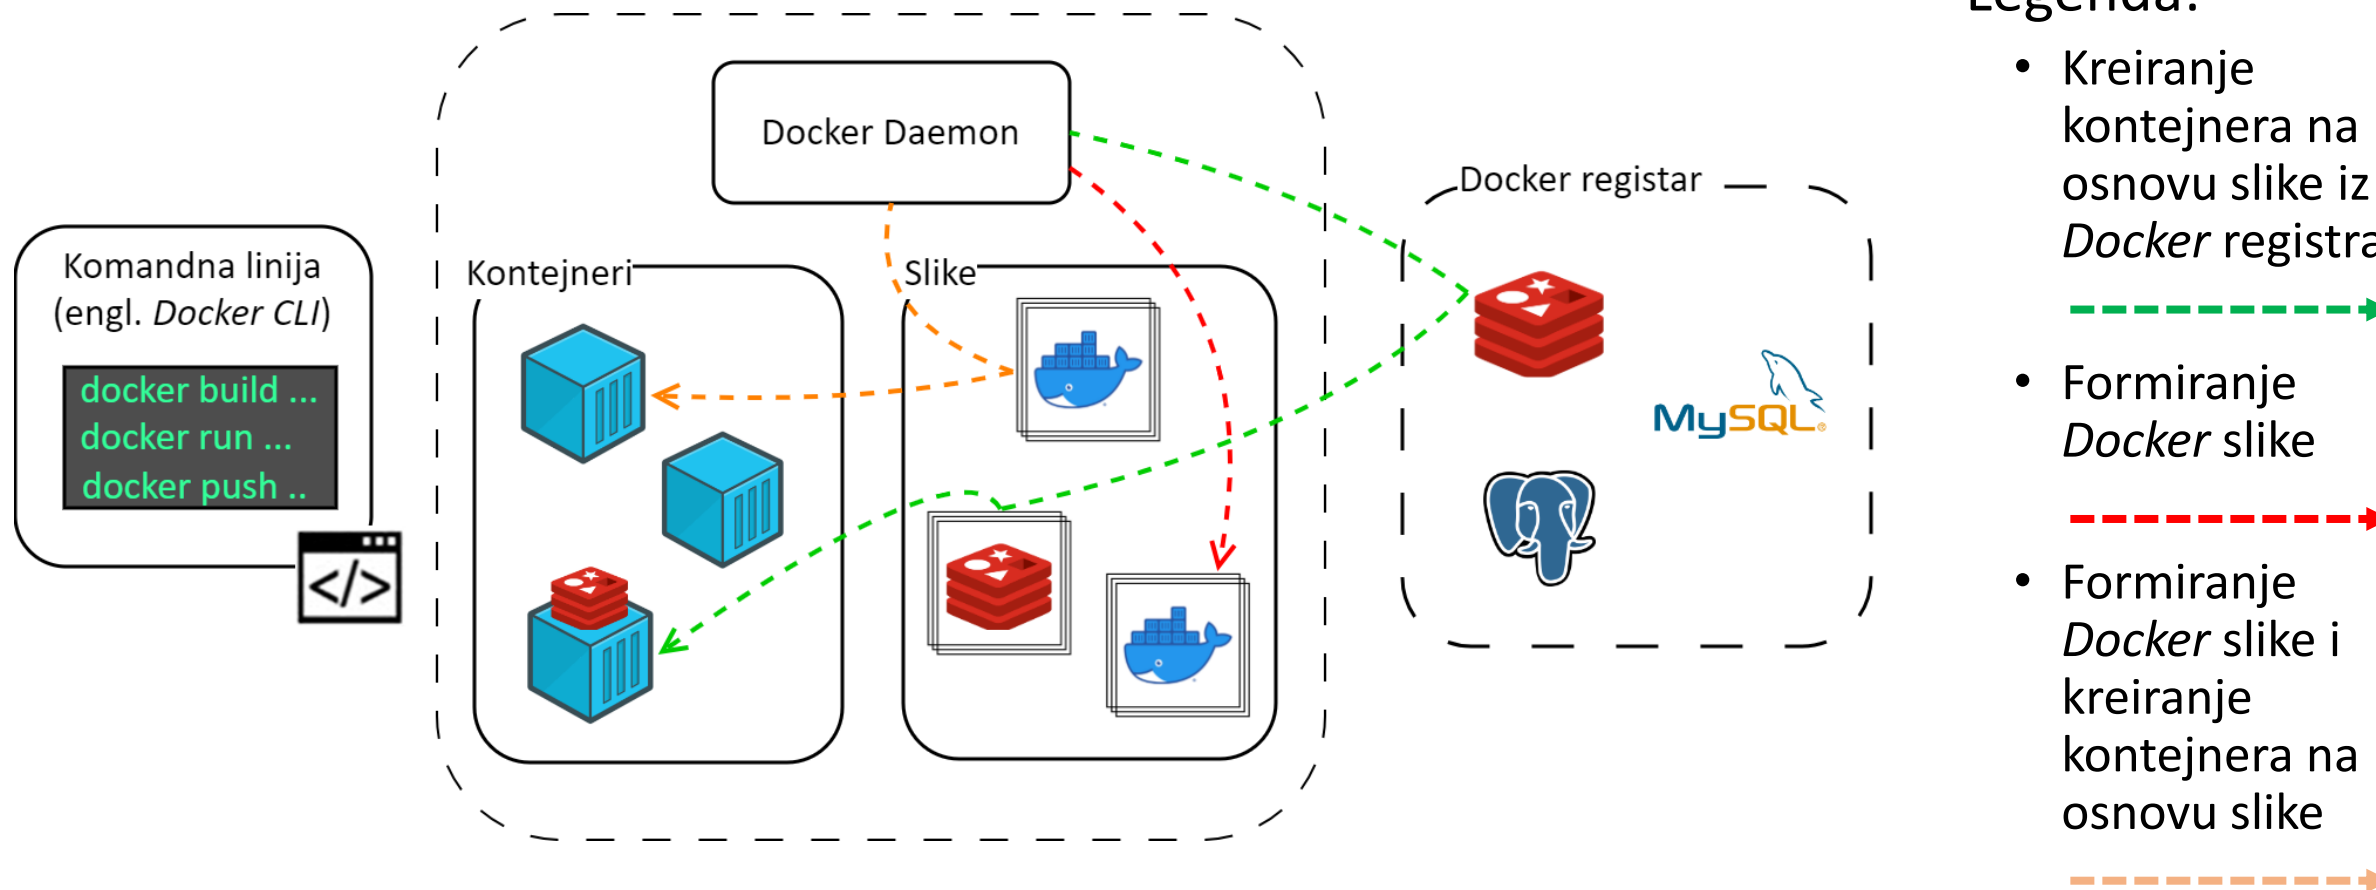 Komandna linija
(engl. Docker CLI)
docker build ...
docker run ...
docker push ..
Docker Daemon
Kontejneri
Slike
Docker registar
MySQL
</>
Legenda:
• Kreiranje
kontejnera na
osnovu slike iz
Docker registra
• Formiranje
Docker slike
• Formiranje
Docker slike i
kreiranje
kontejnera na
osnovu slike